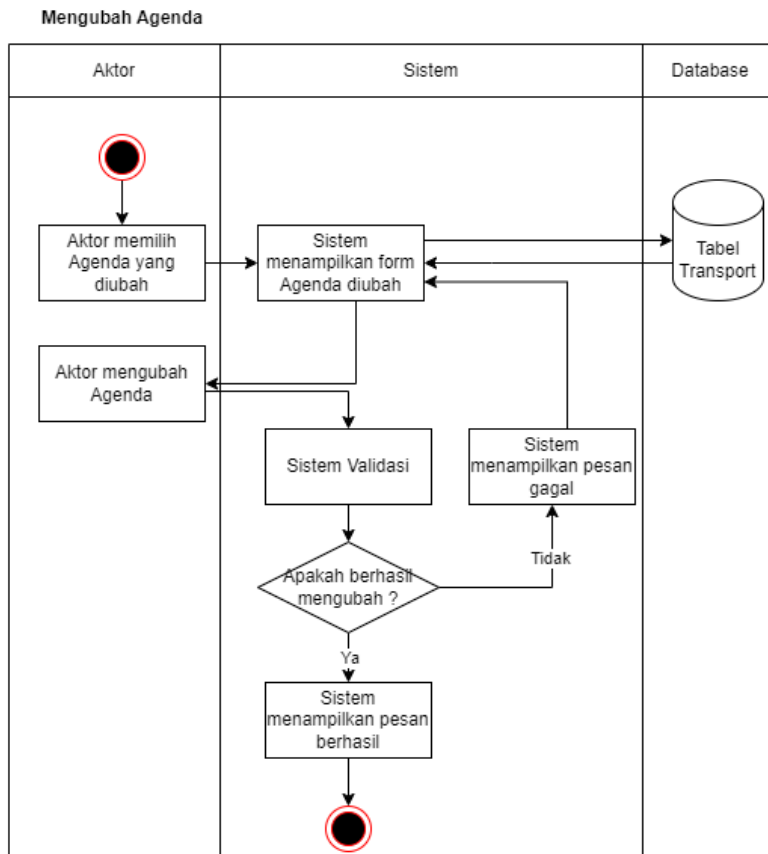 Mengubah Agenda
Aktor
Sistem
Database
Aktor memilih
Agenda yang
diubah
Sistem
menampilkan form
Agenda diubah
Tabel
Transport
Aktor mengubah
Agenda
Sistem Validasi
Sistem
menampilkan pesan
gagal
Apakah berhasil
mengubah ?
Tidak
Ya
Sistem
menampilkan pesan
berhasil